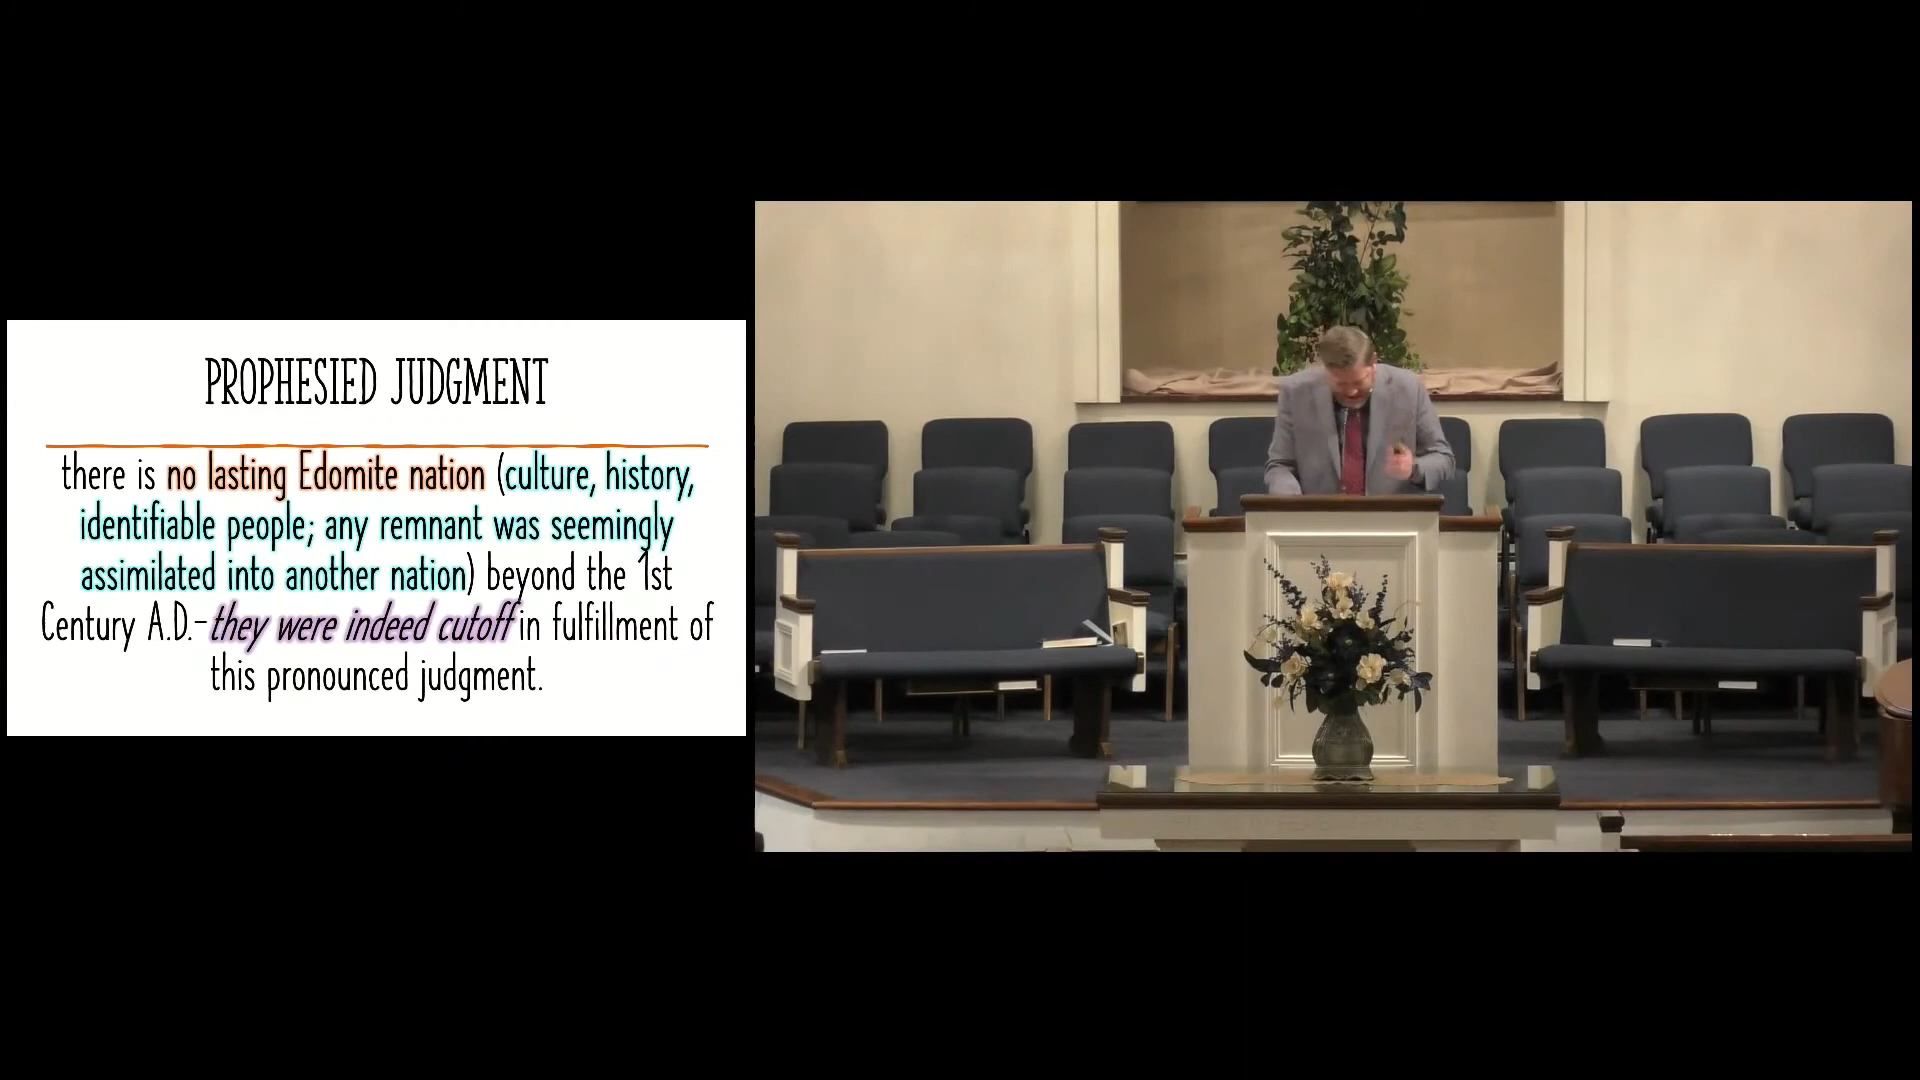 PROPHESIED JUDGMENT
there is no lasting Edomite nation (culture, history,
identifiable people; any remnant was seemingly
assimilated into another nation) beyond the 1st
Century A.D.-they were indeed cutoff in fulfillment of
this pronounced judgment.